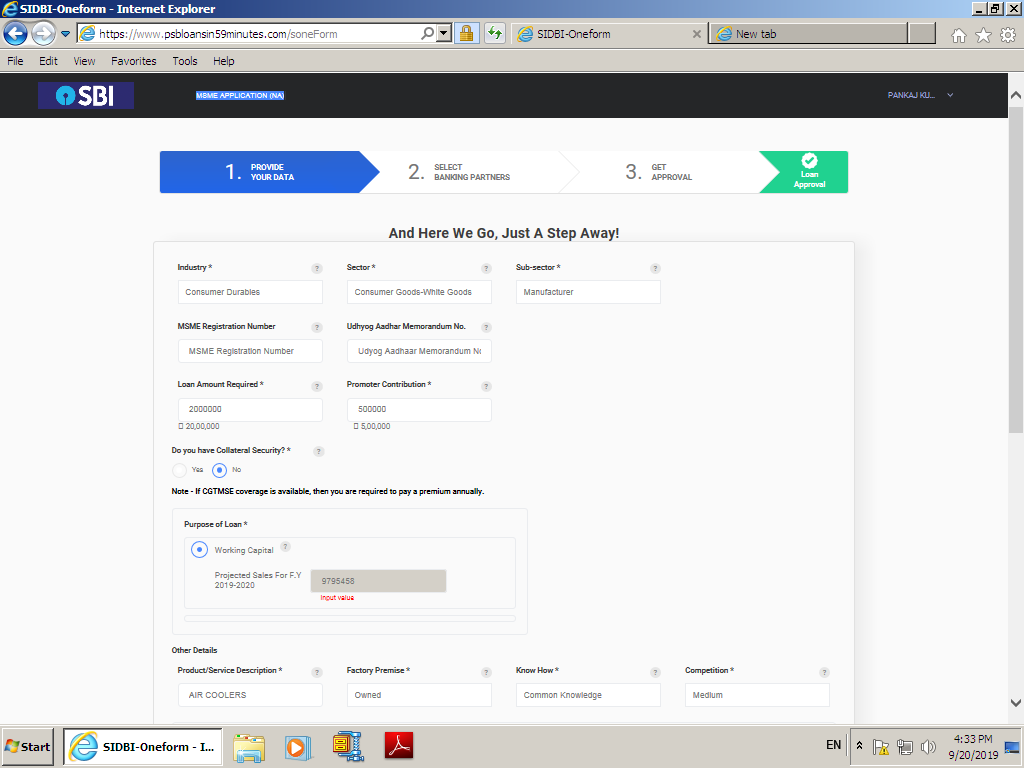 SIDBI-Oneform - Internet Explorer
https://www.psbloansin59minutes.com/soneForm
SIDBI-Oneform
New tab
File Edit View Favorites Tools Help
SBI
MSME APPLICATION (NA)
PANKAJ KU...
1. PROVIDE
YOUR DATA
2. SELECT
BANKING PARTNERS
3. GET
APPROVAL
Loan
Approval
And Here We Go, Just A Step Away!
Industry * ? Sector * ? Sub-sector * ?
Consumer Durables Consumer Goods-White Goods Manufacturer
MSME Registration Number ? Udhyog Aadhar Memorandum No. ?
MSME Registration Number Udyog Aadhaar Memorandum No
Loan Amount Required * ? Promoter Contribution * ?
2000000 500000
20,00,000 5,00,000
Do you have Collateral Security? * ?
Yes No
Note - If CGTMSE coverage is available, then you are required to pay a premium annually.
Purpose of Loan *
Working Capital ?
Projected Sales For F.Y
2019-2020
9795458
Input value
Other Details
Product/Service Description * ? Factory Premise * ? Know How * ? Competition * ?
AIR COOLERS Owned Common Knowledge Medium
Start
SIDBI-Oneform - I...
EN
4:33 PM
9/20/2019